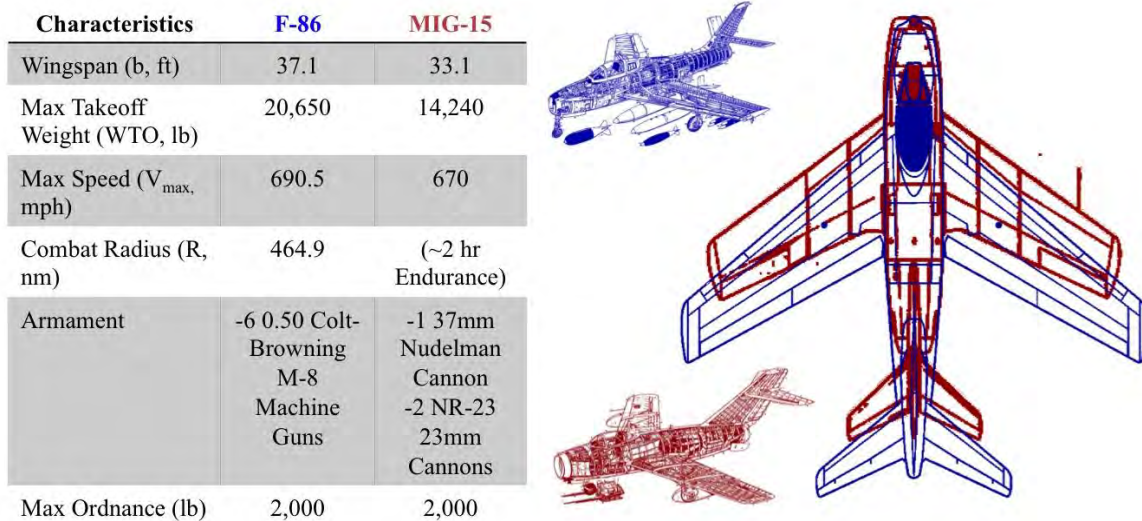 Characteristics F-86 MIG-15
Wingspan (b, ft) 37.1 33.1
Max Takeoff 20,650 14,240
Weight (WTO, lb)
Max Speed (Vmax, 690.5 670
mph)
Combat Radius (R, 464.9 (~2 hr
nm) Endurance)
Armament -6 0.50 Colt- -1 37mm
Browning Nudelman
M-8 Cannon
Machine -2 NR-23
Guns 23mm
Cannons
Max Ordnance (lb) 2,000 2,000